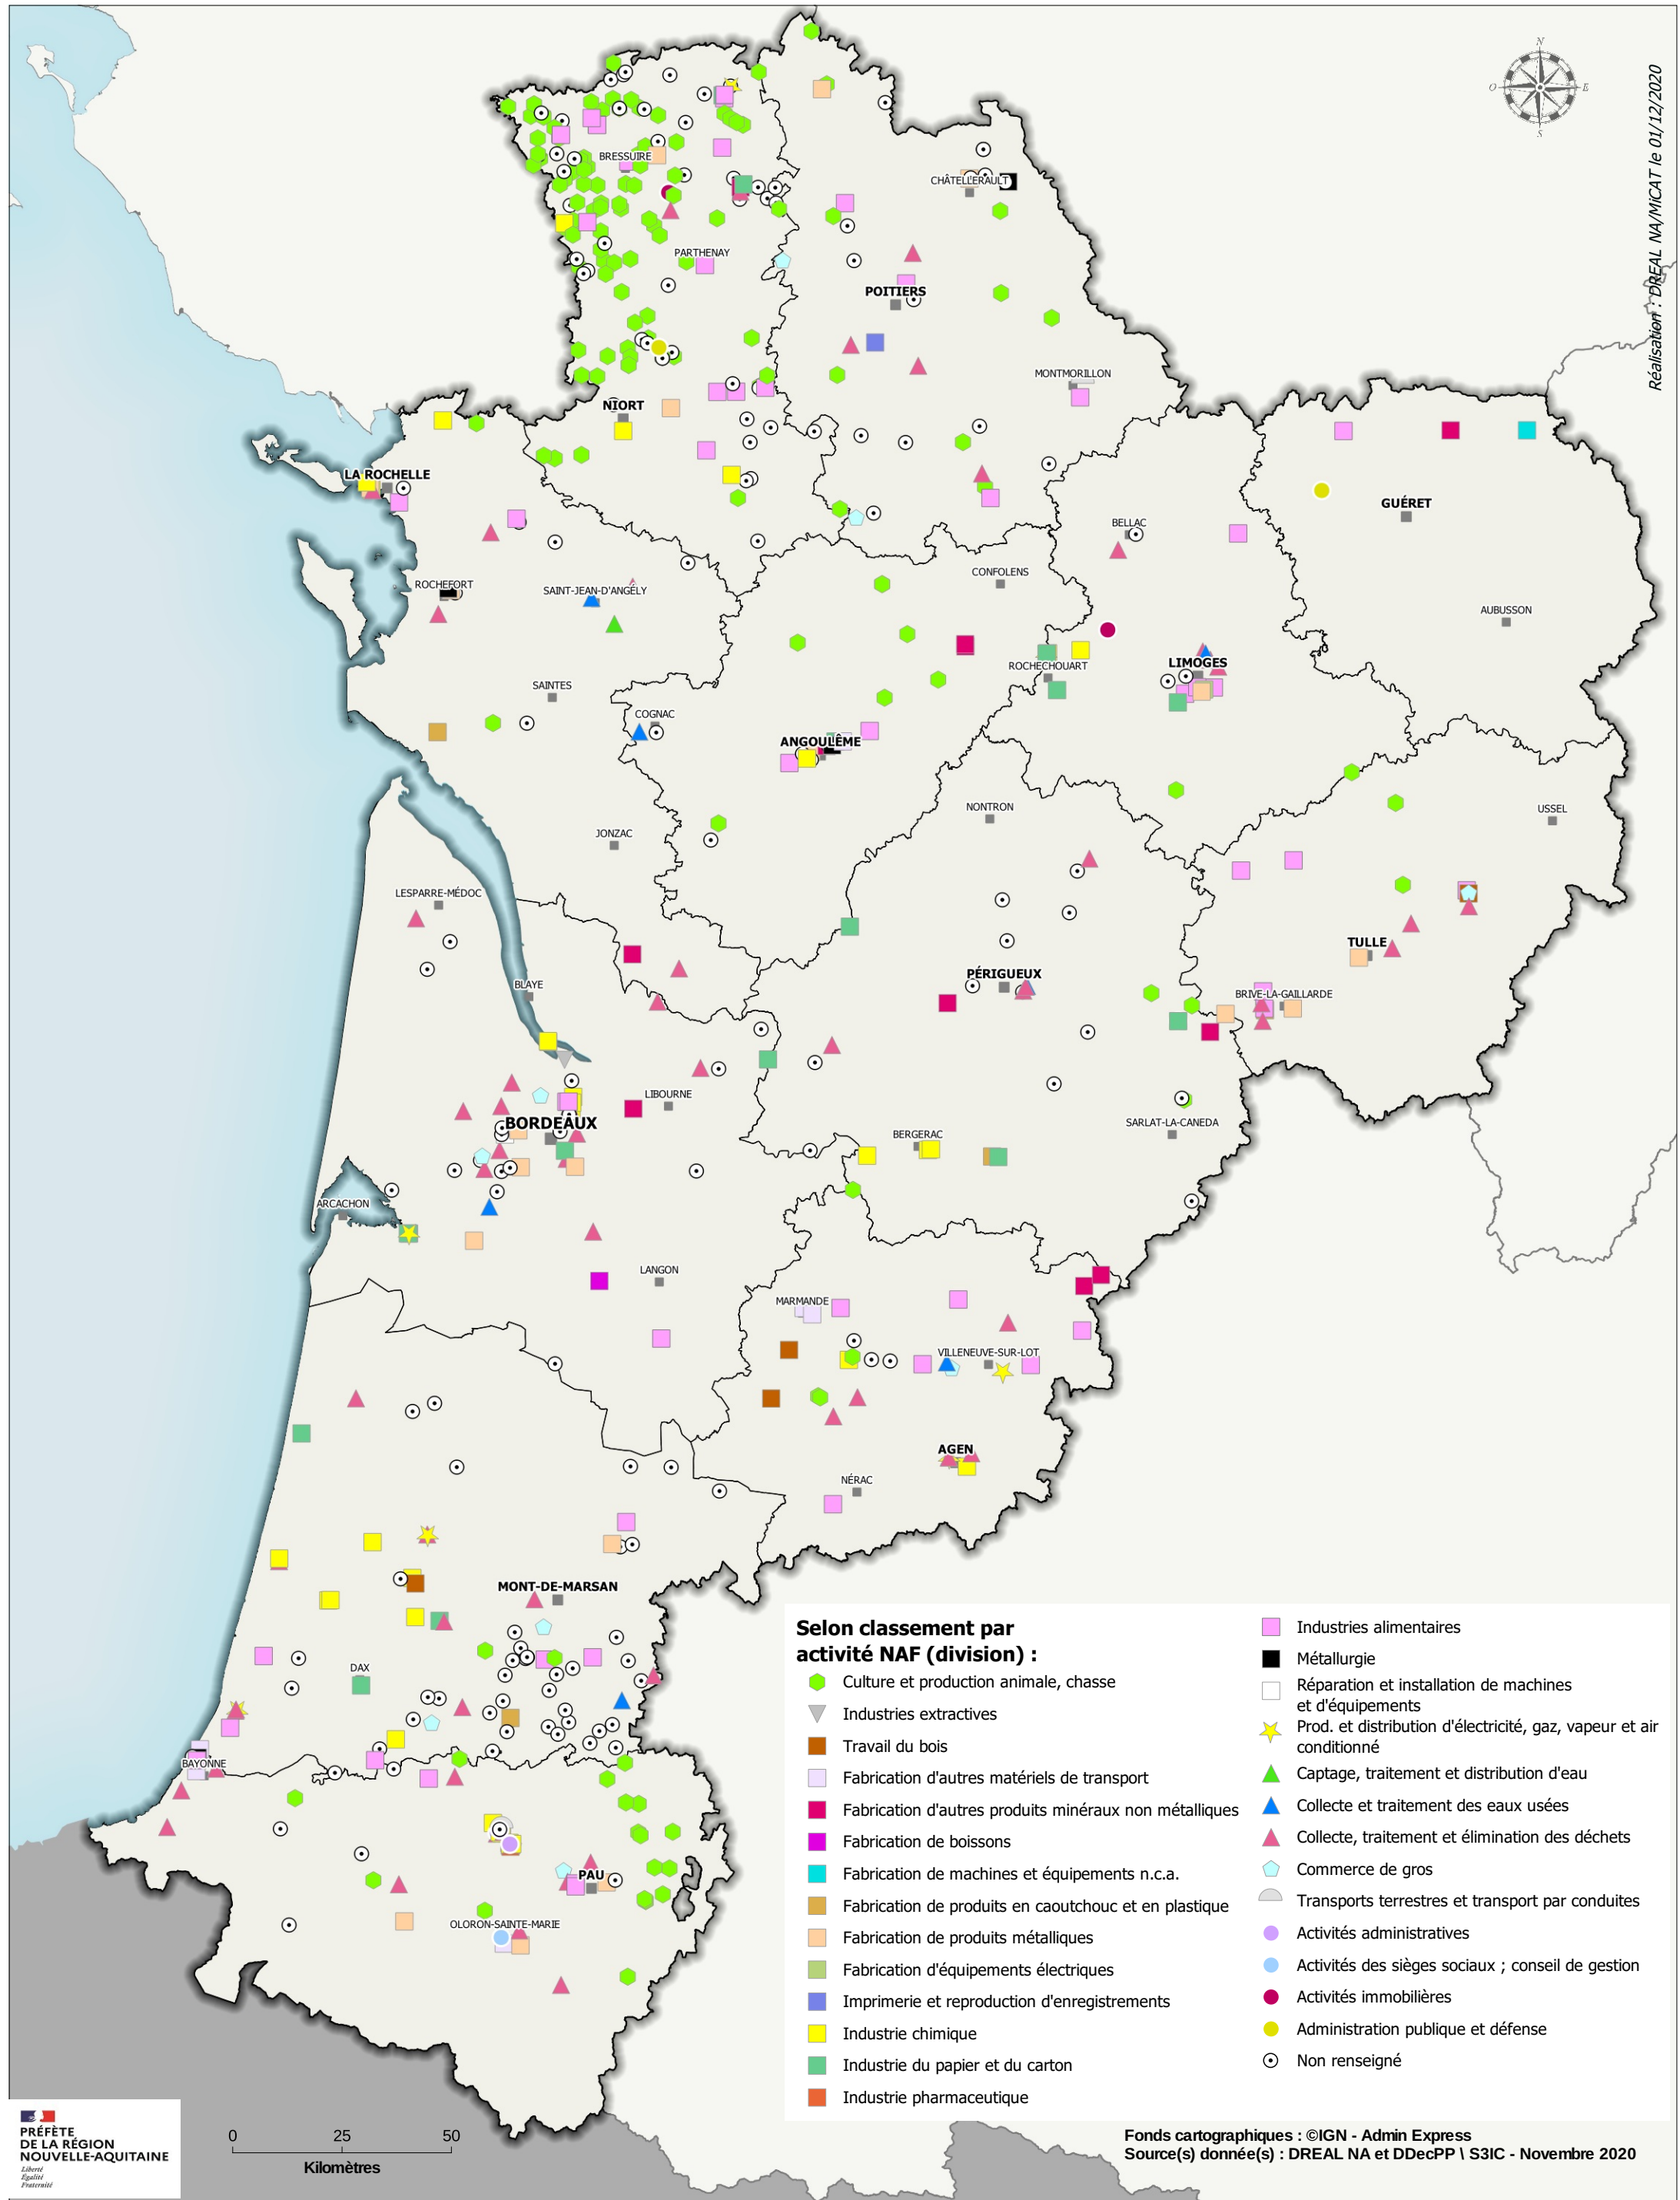 N
O
E
S
Réalisation : DREAL NA/MiCAT le 01/12/2020
BRESSUIRE
CHÂTELLERAULT
PARTHENAY
POITIERS
MONTMORILLON
NIORT
LA ROCHELLE
GUÉRET
BELLAC
CONFOLENS
ROCHEFORT
SAINT-JEAN-D'ANGÉLY
AUBUSSON
LIMOGES
ROCHECHOUART
SAINTES
COGNAC
ANGOULÊME
NONTRON
USSEL
JONZAC
LESPARRE-MÉDOC
TULLE
PÉRIGUEUX
BLAYE
BRIVE-LA-GAILLARDE
LIBOURNE
BORDEAUX
SARLAT-LA-CANEDA
BERGERAC
ARCACHON
LANGON
MARMANDE
VILLENEUVE-SUR-LOT
AGEN
NÉRAC
MONT-DE-MARSAN
DAX
BAYONNE
PAU
OLORON-SAINTE-MARIE
Selon classement par
activité NAF (division) :
Culture et production animale, chasse
Industries extractives
Travail du bois
Fabrication d'autres matériels de transport
Fabrication d'autres produits minéraux non métalliques
Fabrication de boissons
Fabrication de machines et équipements n.c.a.
Fabrication de produits en caoutchouc et en plastique
Fabrication de produits métalliques
Fabrication d'équipements électriques
Imprimerie et reproduction d'enregistrements
Industrie chimique
Industrie du papier et du carton
Industrie pharmaceutique
Industries alimentaires
Métallurgie
Réparation et installation de machines
et d'équipements
Prod. et distribution d'électricité, gaz, vapeur et air
conditionné
Captage, traitement et distribution d'eau
Collecte et traitement des eaux usées
Collecte, traitement et élimination des déchets
Commerce de gros
Transports terrestres et transport par conduites
Activités administratives
Activités des sièges sociaux ; conseil de gestion
Activités immobilières
Administration publique et défense
Non renseigné
PRÉFÈTE
DE LA RÉGION
NOUVELLE-AQUITAINE
Liberté
Égalité
Fraternité
0 25 50
Kilomètres
Fonds cartographiques : ©IGN - Admin Express
Source(s) donnée(s) : DREAL NA et DDecPP \ S3IC - Novembre 2020